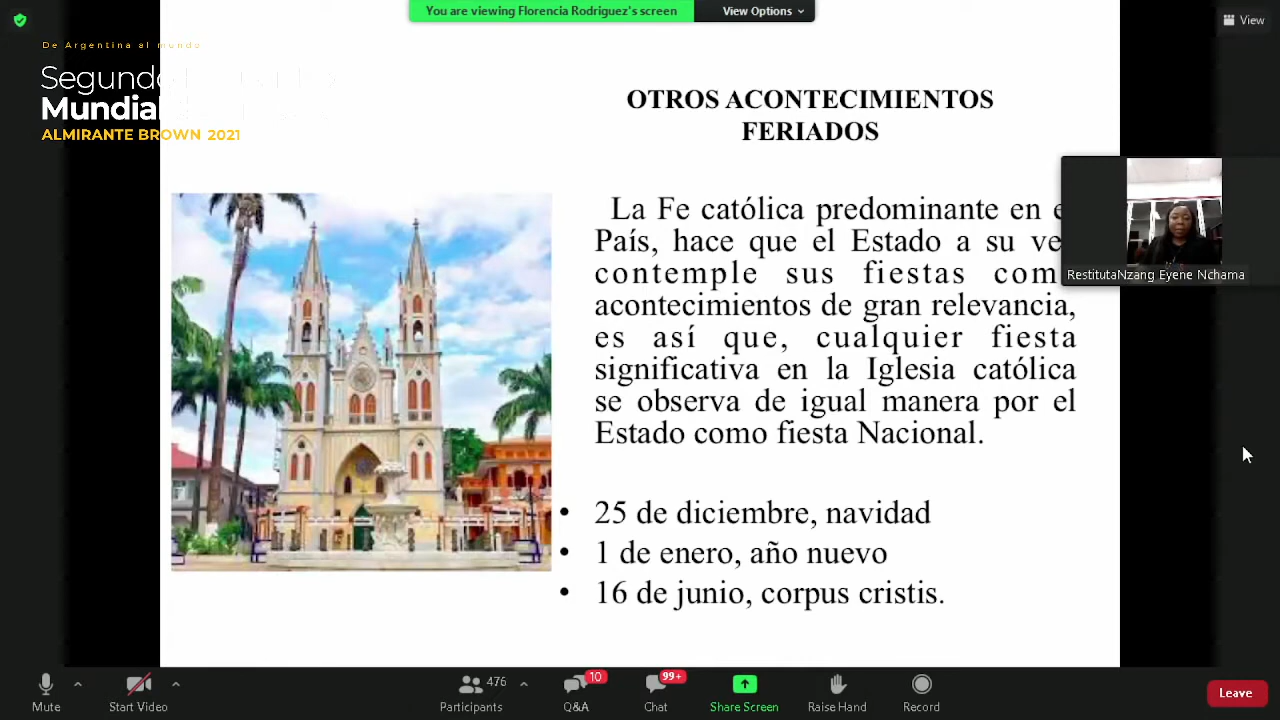 You are viewing Florencia Rodriguez's screen
View Options
View
De Argentina al mundo
Segundo
Mundial
ALMIRANTE BROWN 2021
OTROS ACONTECIMIENTOS
FERIADOS
La Fe católica predominante en
País, hace que el Estado a su
contemple sus fiestas
acontecimientos de gran relevancia,
es así que, cualquier fiesta
significativa en la Iglesia católica
se observa de igual manera por el
Estado como fiesta Nacional.
• 25 de diciembre, navidad
• 1 de enero, año nuevo
• 16 de junio, corpus cristis.
RestitutaNzang Eyene Nchama
Mute
Start Video
476
Participants
10
Q&A
99+
Chat
Share Screen
Raise Hand
Record
Leave